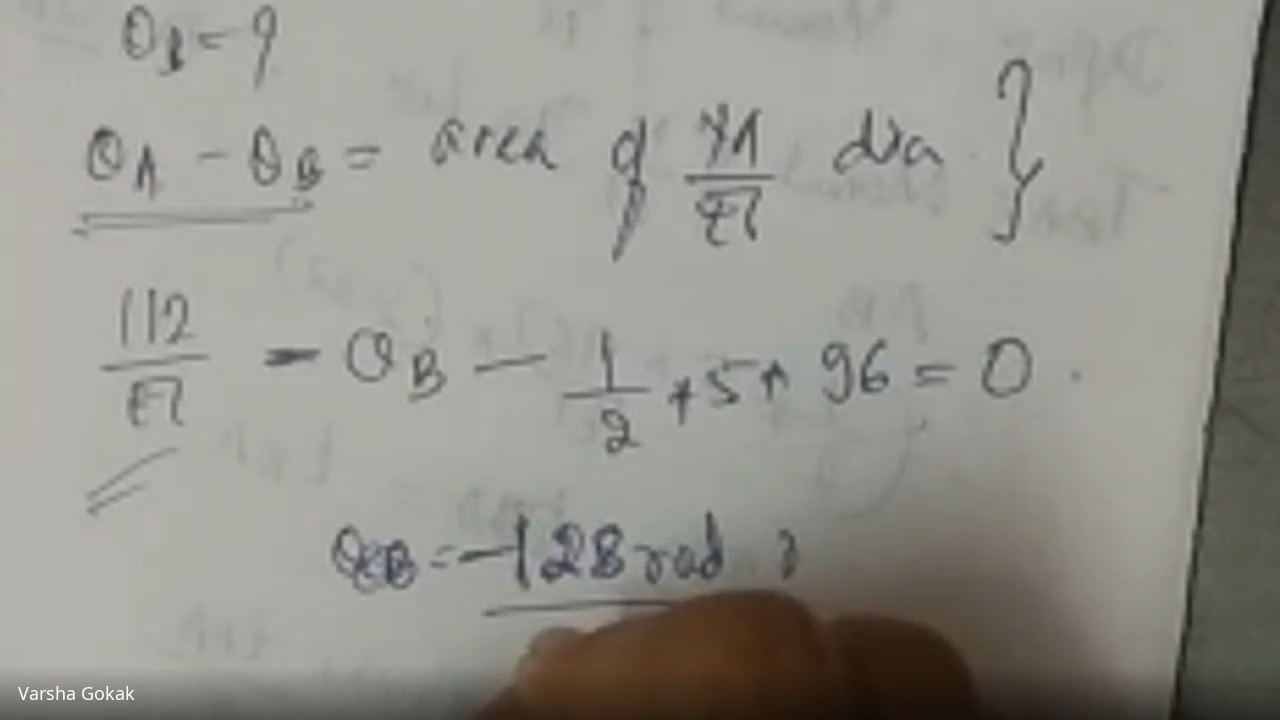 θB = ?
θA - θB = area of M/EI dia }
112/EI - θB - 1/2 * 5 * 96 = 0.
θB = -128 rad
Varsha Gokak